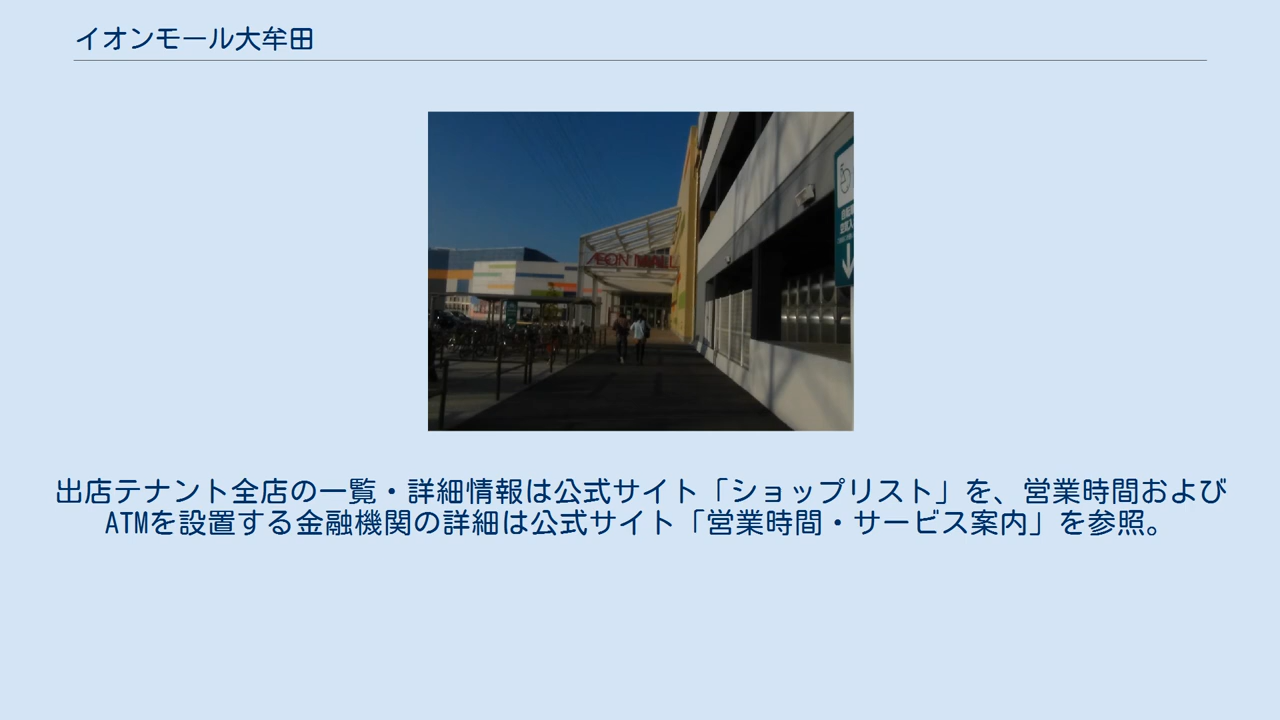 イオンモール大牟田
ÆON MALL
出店テナント全店の一覧・詳細情報は公式サイト「ショップリスト」を、営業時間および
ATMを設置する金融機関の詳細は公式サイト「営業時間・サービス案内」を参照。